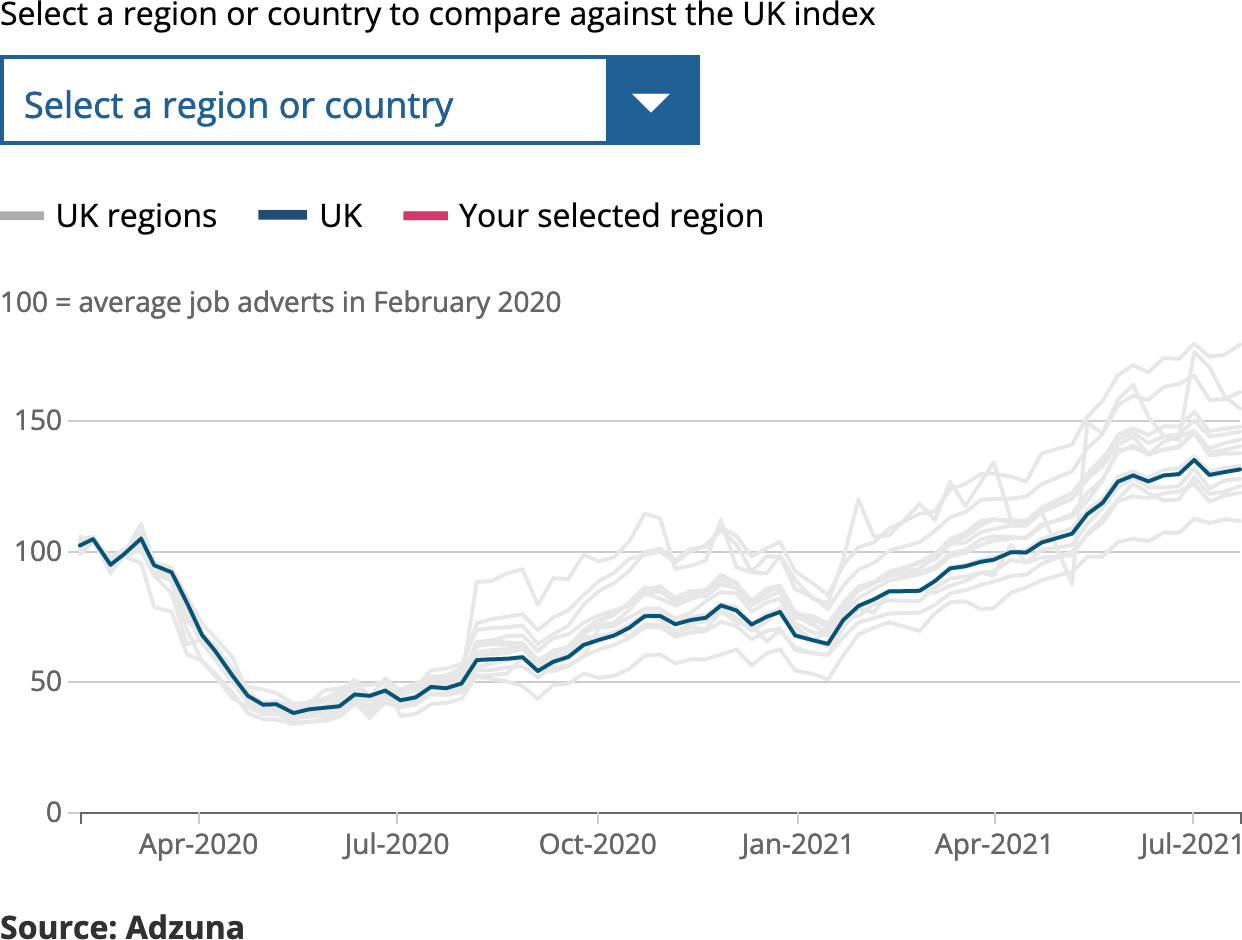 Select a region or country to compare against the UK index
Select a region or country
UK regions UK Your selected region
100 = average job adverts in February 2020
150
100
50
0
Apr-2020 Jul-2020 Oct-2020 Jan-2021 Apr-2021 Jul-2021
Source: Adzuna